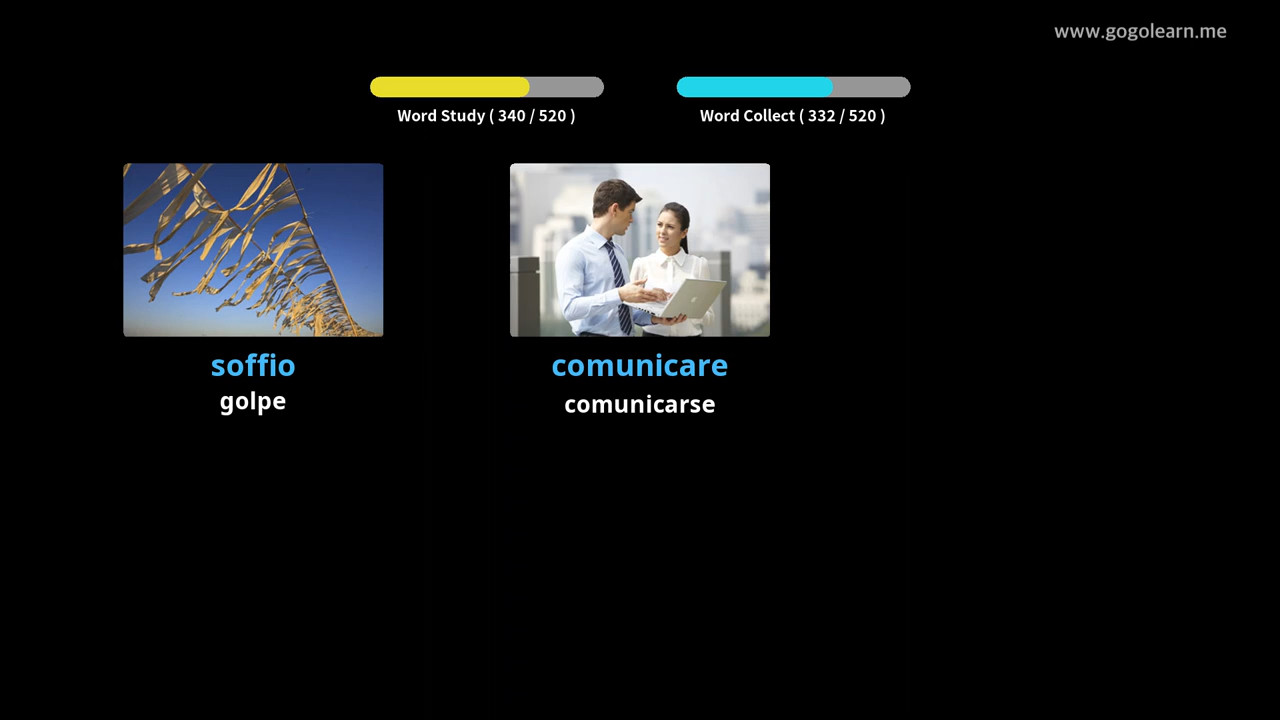 www.gogolearn.me
Word Study ( 340 / 520 )
Word Collect ( 332 / 520 )
soffio
golpe
comunicare
comunicarse